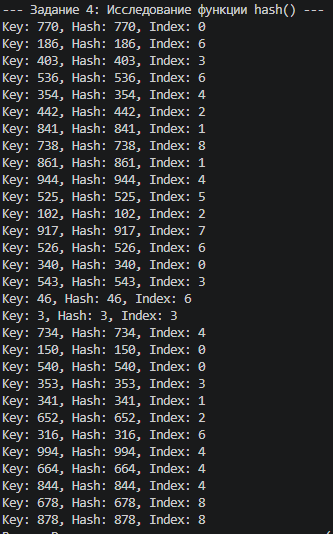 --- Задание 4: Исследование функции hash() ---
Key: 770, Hash: 770, Index: 0
Key: 186, Hash: 186, Index: 6
Key: 403, Hash: 403, Index: 3
Key: 536, Hash: 536, Index: 6
Key: 354, Hash: 354, Index: 4
Key: 442, Hash: 442, Index: 2
Key: 841, Hash: 841, Index: 1
Key: 738, Hash: 738, Index: 8
Key: 861, Hash: 861, Index: 1
Key: 944, Hash: 944, Index: 4
Key: 525, Hash: 525, Index: 5
Key: 102, Hash: 102, Index: 2
Key: 917, Hash: 917, Index: 7
Key: 526, Hash: 526, Index: 6
Key: 340, Hash: 340, Index: 0
Key: 543, Hash: 543, Index: 3
Key: 46, Hash: 46, Index: 6
Key: 3, Hash: 3, Index: 3
Key: 734, Hash: 734, Index: 4
Key: 150, Hash: 150, Index: 0
Key: 540, Hash: 540, Index: 0
Key: 353, Hash: 353, Index: 3
Key: 341, Hash: 341, Index: 1
Key: 652, Hash: 652, Index: 2
Key: 316, Hash: 316, Index: 6
Key: 994, Hash: 994, Index: 4
Key: 664, Hash: 664, Index: 4
Key: 844, Hash: 844, Index: 4
Key: 678, Hash: 678, Index: 8
Key: 878, Hash: 878, Index: 8